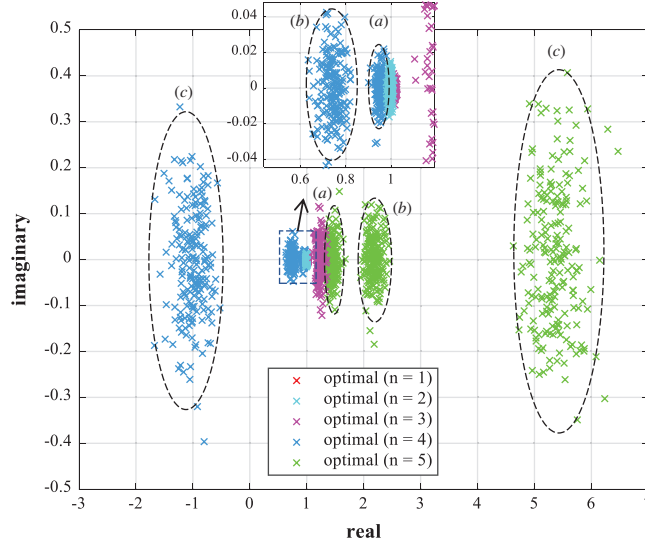 (b)
(a)
0.04
0.02
0
-0.02
-0.04
0.6
0.8
1
(c)
(c)
(a)
(b)
0.5
0.4
0.3
0.2
0.1
0
-0.1
-0.2
-0.3
-0.4
-0.5
imaginary
optimal (n = 1)
optimal (n = 2)
optimal (n = 3)
optimal (n = 4)
optimal (n = 5)
-3 -2 -1 0 1 2 3 4 5 6 7
real